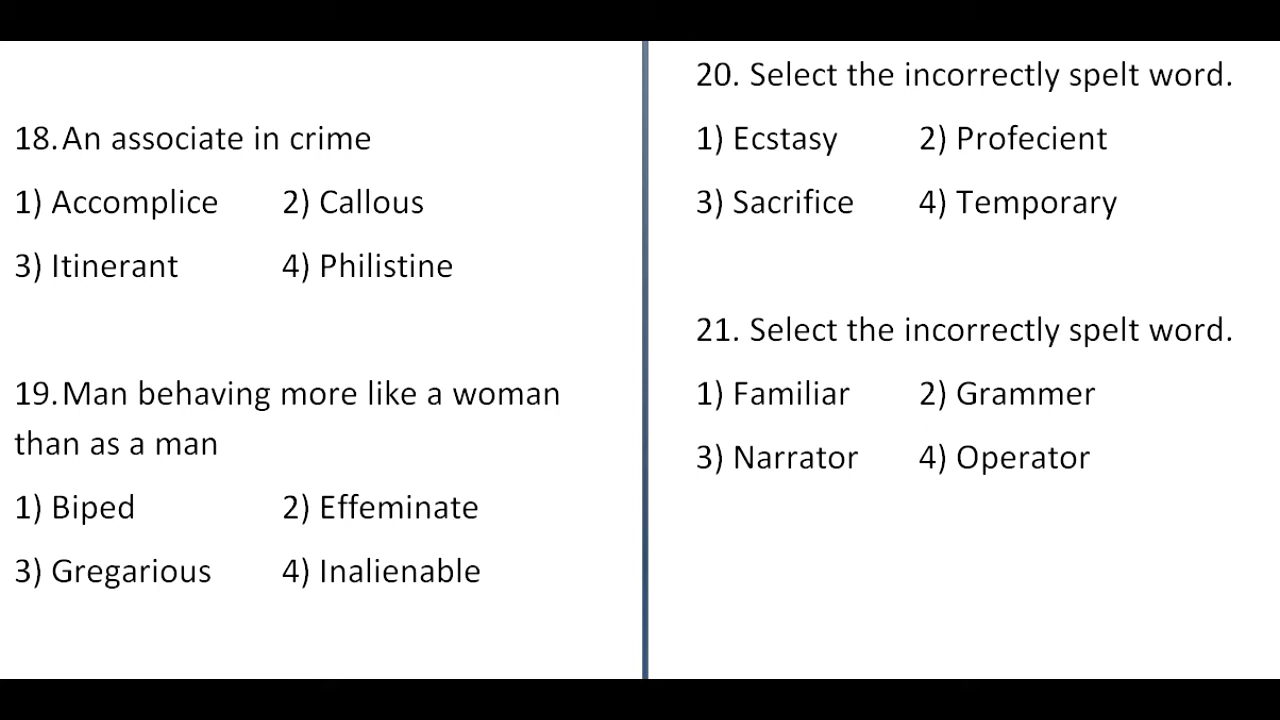 18. An associate in crime
1) Accomplice 2) Callous
3) Itinerant 4) Philistine
19. Man behaving more like a woman
than as a man
1) Biped 2) Effeminate
3) Gregarious 4) Inalienable
20. Select the incorrectly spelt word.
1) Ecstasy 2) Profecient
3) Sacrifice 4) Temporary
21. Select the incorrectly spelt word.
1) Familiar 2) Grammer
3) Narrator 4) Operator